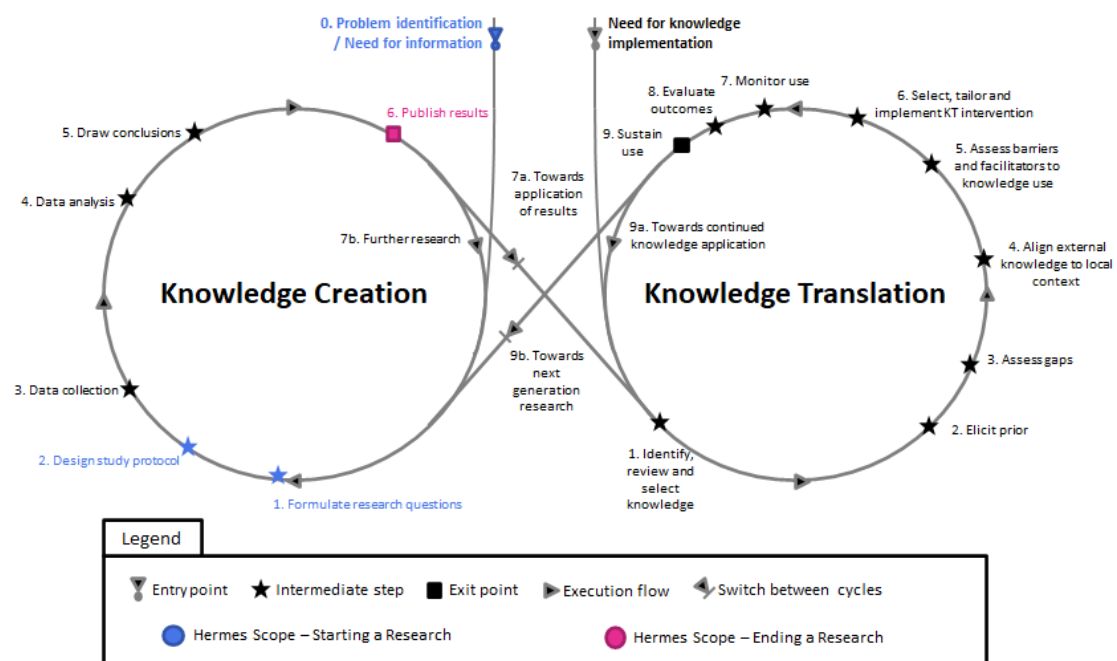 0. Problem identification
/ Need for information
Need for knowledge
implementation
6. Publish results
5. Draw conclusions
4. Data analysis
3. Data collection
2. Design study protocol
1. Formulate research questions
7b. Further research
Knowledge Creation
7a. Towards
application
of results
9b. Towards
next
generation
research
7. Monitor use
8. Evaluate
outcomes
9. Sustain
use
6. Select, tailor and
implement KT intervention
5. Assess barriers
and facilitators to
knowledge use
9a. Towards continued
knowledge application
4. Align external
knowledge to local
context
Knowledge Translation
3. Assess gaps
2. Elicit prior
1. Identify,
review and
select
knowledge
Legend
Entry point
Intermediate step
Exit point
Execution flow
Switch between cycles
Hermes Scope – Starting a Research
Hermes Scope – Ending a Research